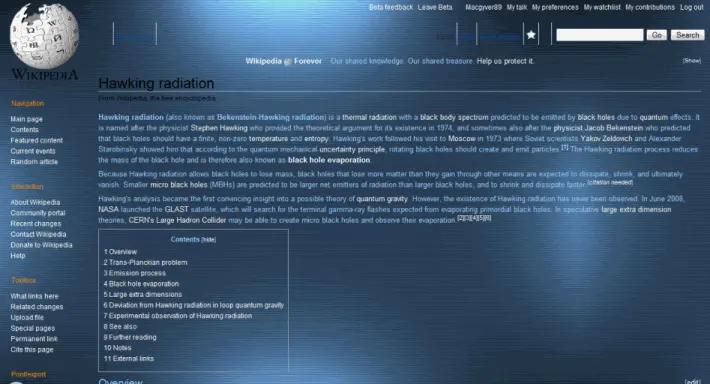 Beta feedback Leave Beta Macgyver89 My talk My preferences My watchlist My contributions Log out
Go Search
WIKIPEDIA
Wikipedia Forever Our shared knowledge. Our shared treasure. Help us protect it. [Show]
Hawking radiation
From Wikipedia, the free encyclopedia
Hawking radiation (also known as Bekenstein-Hawking radiation) is a thermal radiation with a black body spectrum predicted to be emitted by black holes due to quantum effects. It
is named after the physicist Stephen Hawking who provided the theoretical argument for its existence in 1974, and sometimes also after the physicist Jacob Bekenstein who predicted
that black holes should have a finite, non-zero temperature and entropy. Hawking's work followed his visit to Moscow in 1973 where Soviet scientists Yakov Zeldovich and Alexander
Starobinsky showed him that according to the quantum mechanical uncertainty principle, rotating black holes should create and emit particles.[1] The Hawking radiation process reduces
the mass of the black hole and is therefore also known as black hole evaporation.
Because Hawking radiation allows black holes to lose mass, black holes that lose more matter than they gain through other means are expected to dissipate, shrink, and ultimately
vanish. Smaller micro black holes (MBHs) are predicted to be larger net emitters of radiation than larger black holes, and to shrink and dissipate faster.[citation needed]
Hawking's analysis became the first convincing insight into a possible theory of quantum gravity. However, the existence of Hawking radiation has never been observed. In June 2008,
NASA launched the GLAST satellite, which will search for the terminal gamma-ray flashes expected from evaporating primordial black holes. In speculative large extra dimension
theories, CERN's Large Hadron Collider may be able to create micro black holes and observe their evaporation.[2][3][4][5][6]
Contents [hide]
1 Overview
2 Trans-Planckian problem
3 Emission process
4 Black hole evaporation
5 Large extra dimensions
6 Deviation from Hawking radiation in loop quantum gravity
7 Experimental observation of Hawking radiation
8 See also
9 Further reading
10 Notes
11 External links
Overview [edit]
Navigation
Main page
Contents
Featured content
Current events
Random article
Interaction
About Wikipedia
Community portal
Recent changes
Contact Wikipedia
Donate to Wikipedia
Help
Toolbox
What links here
Related changes
Upload file
Special pages
Permanent link
Cite this page
Print/export